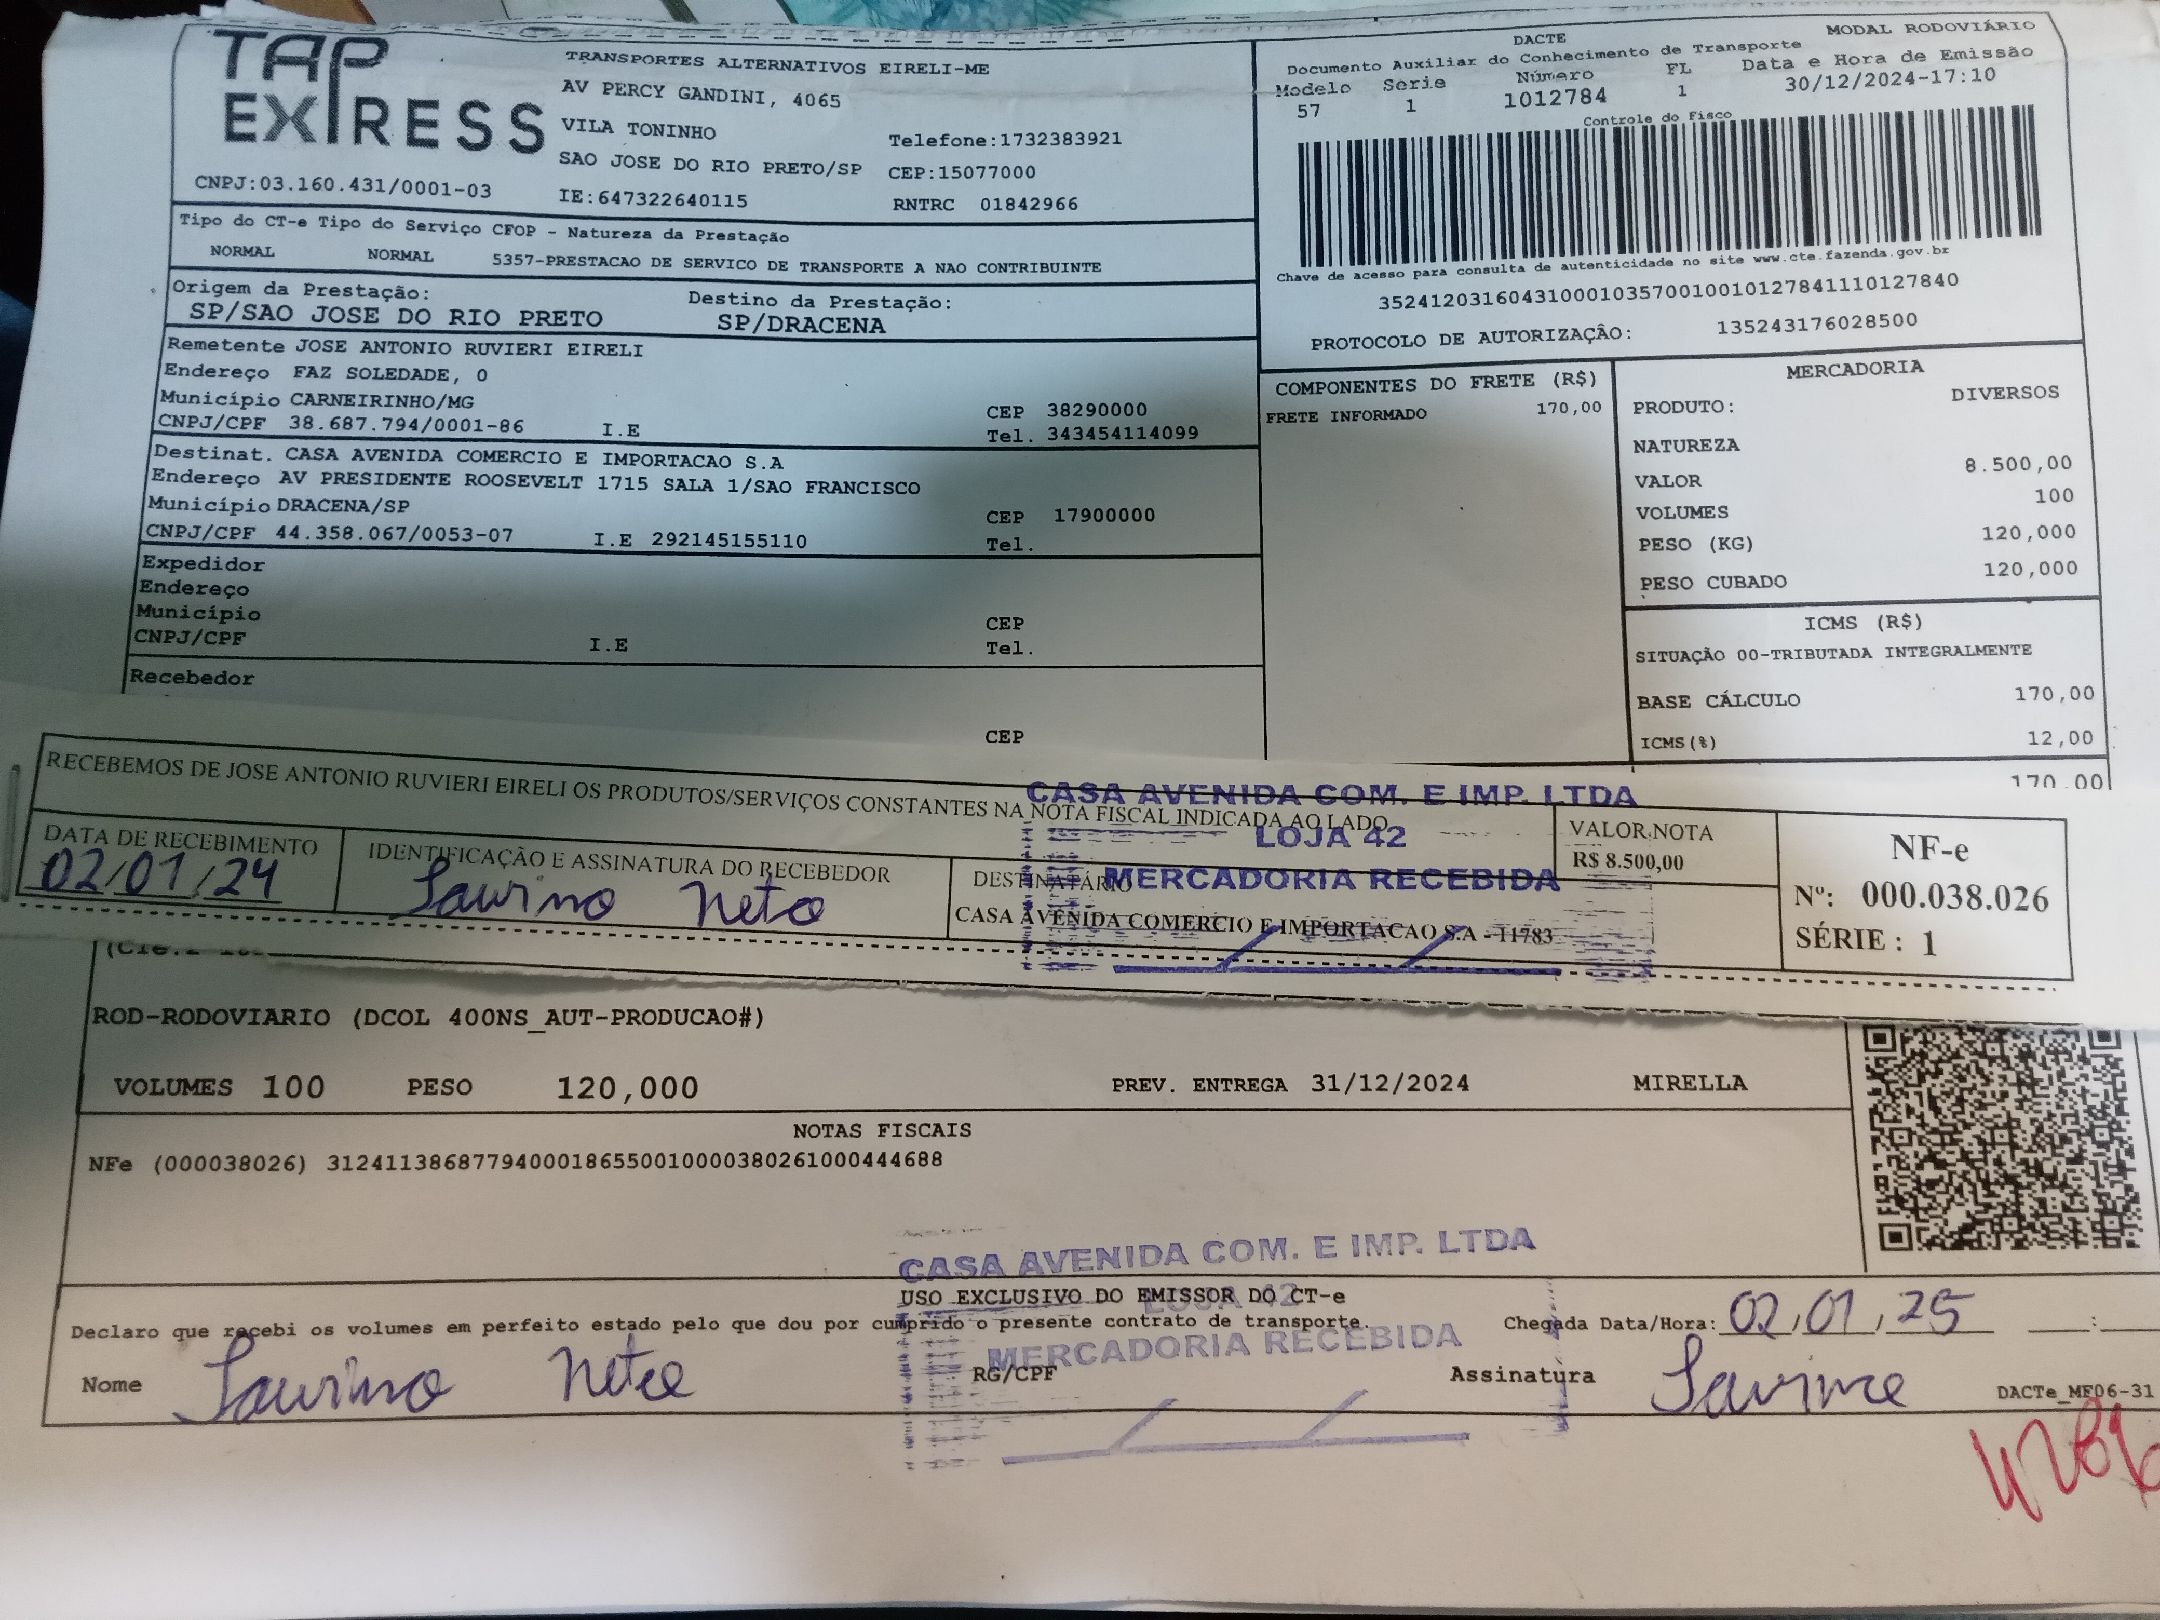 TAP EXPRESS
CNPJ:03.160.431/0001-03
TRANSPORTES ALTERNATIVOS EIRELI-ME
AV PERCY GANDINI, 4065
VILA TONINHO
Telefone:1732383921
SAO JOSE DO RIO PRETO/SP CEP:15077000
IE:647322640115 RNTRC 01842966
DACTE MODAL RODOVIÁRIO
Documento Auxiliar do Conhecimento de Transporte
Modelo Serie Número FL Data e Hora de Emissão
57 1 1012784 1 30/12/2024-17:10
Controle do Fisco
Chave de acesso para consulta de autenticidade no site www.cte.fazenda.gov.br
35241203160431000103570010010127841110127840
PROTOCOLO DE AUTORIZAÇÃO: 135243176028500
Tipo do CT-e Tipo do Serviço CFOP - Natureza da Prestação
NORMAL NORMAL 5357-PRESTACAO DE SERVICO DE TRANSPORTE A NAO CONTRIBUINTE
Origem da Prestação: Destino da Prestação:
SP/SAO JOSE DO RIO PRETO SP/DRACENA
Remetente JOSE ANTONIO RUVIERI EIRELI
Endereço FAZ SOLEDADE, 0
Município CARNEIRINHO/MG CEP 38290000
CNPJ/CPF 38.687.794/0001-86 I.E Tel. 343454114099
Destinat. CASA AVENIDA COMERCIO E IMPORTACAO S.A
Endereço AV PRESIDENTE ROOSEVELT 1715 SALA 1/SAO FRANCISCO
Município DRACENA/SP CEP 17900000
CNPJ/CPF 44.358.067/0053-07 I.E 292145155110 Tel.
Expedidor
Endereço
Município CEP
CNPJ/CPF I.E Tel.
Recebedor
CEP
COMPONENTES DO FRETE (R$)
FRETE INFORMADO 170,00
MERCADORIA
PRODUTO: DIVERSOS
NATUREZA
VALOR 8.500,00
VOLUMES 100
PESO (KG) 120,000
PESO CUBADO 120,000
ICMS (R$)
SITUAÇÃO 00-TRIBUTADA INTEGRALMENTE
BASE CÁLCULO 170,00
ICMS(%) 12,00
170,00
RECEBEMOS DE JOSE ANTONIO RUVIERI EIRELI OS PRODUTOS/SERVIÇOS CONSTANTES NA NOTA FISCAL INDICADA AO LADO
CASA AVENIDA COM. E IMP. LTDA
LOJA 42
MERCADORIA RECEBIDA
DATA DE RECEBIMENTO
02/01/24
IDENTIFICAÇÃO E ASSINATURA DO RECEBEDOR
Laurino Neto
DESTINATÁRIO
CASA AVENIDA COMERCIO E IMPORTACAO S.A - 11783
VALOR NOTA
R$ 8.500,00
NF-e
Nº: 000.038.026
SÉRIE : 1
ROD-RODOVIARIO (DCOL 400NS_AUT-PRODUCAO#)
VOLUMES 100 PESO 120,000 PREV. ENTREGA 31/12/2024 MIRELLA
NOTAS FISCAIS
NFe (000038026) 31241138687794000186550010000380261000444688
CASA AVENIDA COM. E IMP. LTDA
LOJA 42
MERCADORIA RECEBIDA
USO EXCLUSIVO DO EMISSOR DO CT-e
Declaro que recebi os volumes em perfeito estado pelo que dou por cumprido o presente contrato de transporte. Chegada Data/Hora: 02/01/25 :
Nome Laurino Neto RG/CPF Assinatura Laurino
DACTe_MF06-31